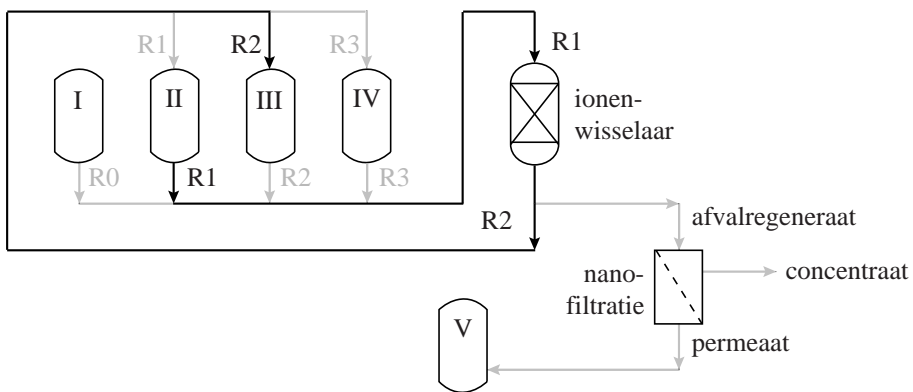 R1
R2
R3
R1
I
II
III
IV
ionen-
wisselaar
R0
R1
R2
R3
R2
afvalregeneraat
nano-
filtratie
concentraat
V
permeaat